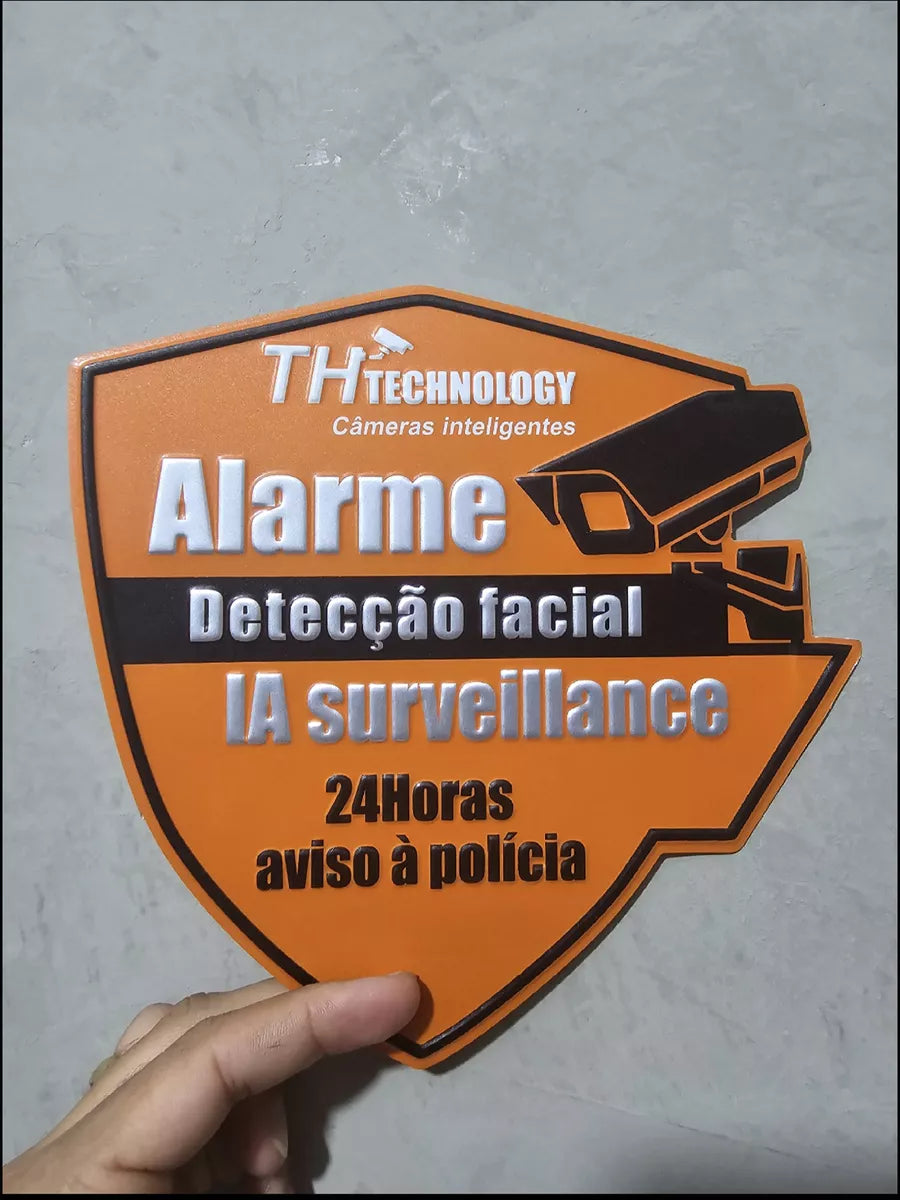 TH TECHNOLOGY
Câmeras inteligentes
Alarme
Detecção facial
IA surveillance
24Horas
aviso à polícia